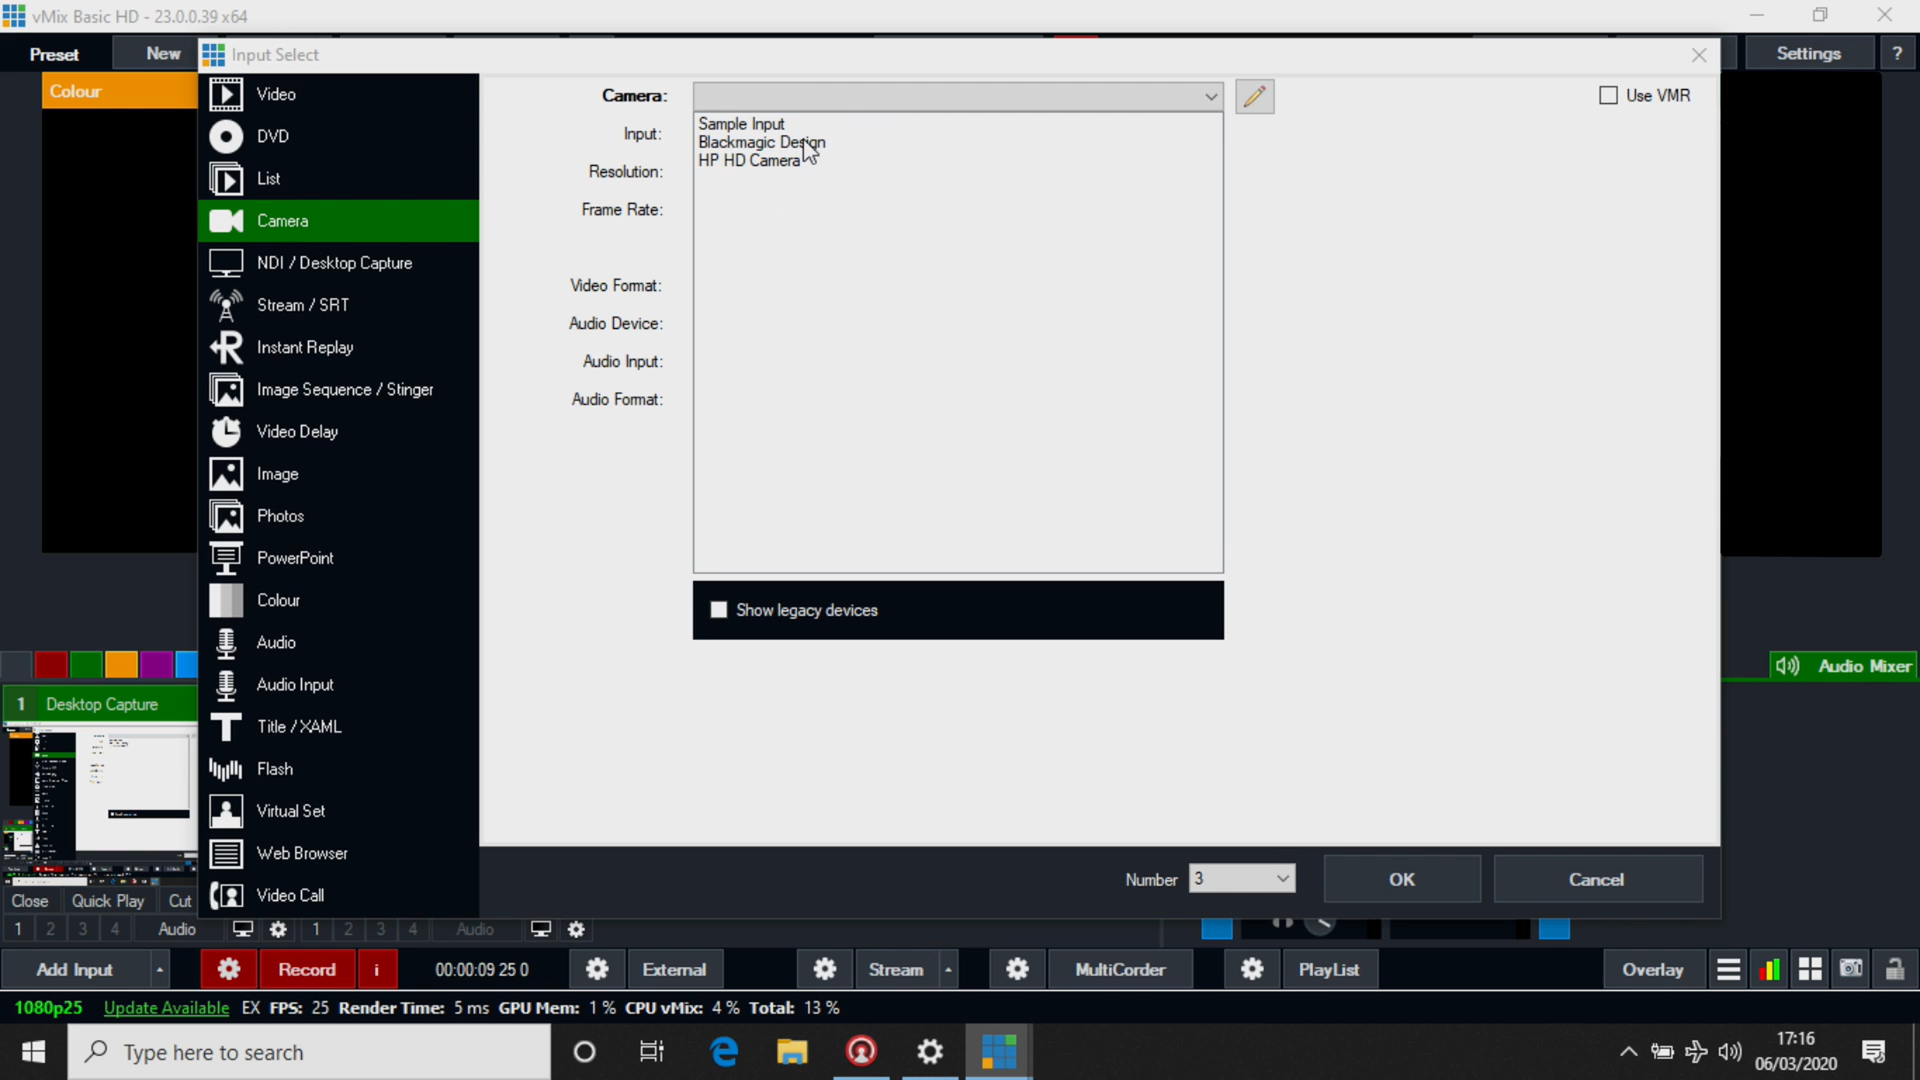 vMix Basic HD - 23.0.0.39 x64
Preset
New
Settings
?
Input Select
Colour
Video
DVD
List
Camera
NDI / Desktop Capture
Stream / SRT
Instant Replay
Image Sequence / Stinger
Video Delay
Image
Photos
PowerPoint
Colour
Audio
Audio Input
Title / XAML
Flash
Virtual Set
Web Browser
Video Call
Camera:
Use VMR
Input:
Resolution:
Frame Rate:
Video Format:
Audio Device:
Audio Input:
Audio Format:
Sample Input
Blackmagic Design
HP HD Camera
Show legacy devices
Number 3
OK
Cancel
Audio Mixer
1 Desktop Capture
Close Quick Play Cut
1 2 3 4 Audio 1 2 3 4 Audio
Add Input Record i 00:00:09 25 0 External Stream MultiCorder PlayList Overlay
1080p25 Update Available EX FPS: 25 Render Time: 5 ms GPU Mem: 1 % CPU vMix: 4 % Total: 13 %
Type here to search
17:16
06/03/2020